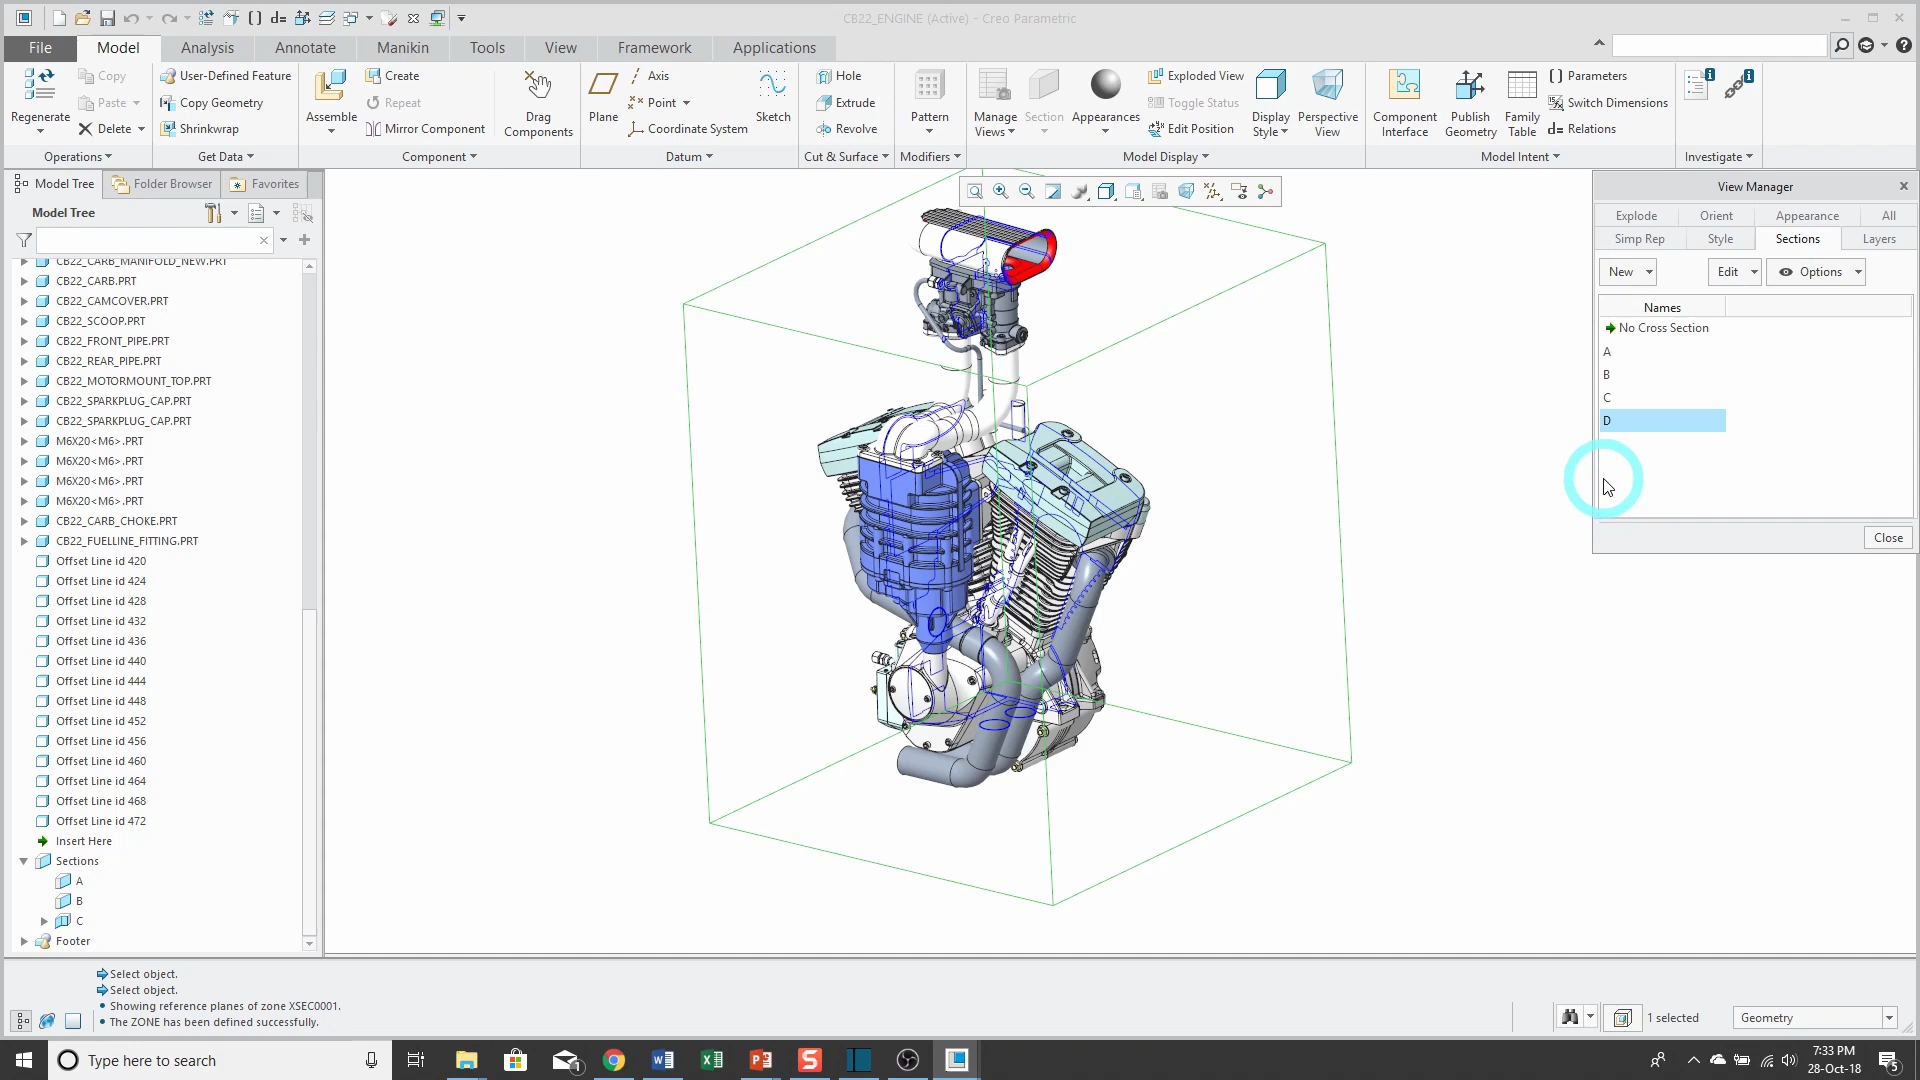 CB22_ENGINE (Active) - Creo Parametric
File Model Analysis Annotate Manikin Tools View Framework Applications
Regenerate
Copy
Paste
Delete
Operations
User-Defined Feature
Copy Geometry
Shrinkwrap
Get Data
Assemble
Create
Repeat
Mirror Component
Drag Components
Component
Plane
Axis
Point
Coordinate System
Sketch
Datum
Hole
Extrude
Revolve
Cut & Surface
Pattern
Modifiers
Manage Views
Section
Appearances
Exploded View
Toggle Status
Edit Position
Display Style
Perspective View
Model Display
Component Interface
Publish Geometry
Family Table
Parameters
Switch Dimensions
Relations
Model Intent
Investigate
Model Tree Folder Browser Favorites
Model Tree
CB22_CARB_MANIFOLD_NEW.PRT
CB22_CARB.PRT
CB22_CAMCOVER.PRT
CB22_SCOOP.PRT
CB22_FRONT_PIPE.PRT
CB22_REAR_PIPE.PRT
CB22_MOTORMOUNT_TOP.PRT
CB22_SPARKPLUG_CAP.PRT
CB22_SPARKPLUG_CAP.PRT
M6X20<M6>.PRT
M6X20<M6>.PRT
M6X20<M6>.PRT
M6X20<M6>.PRT
CB22_CARB_CHOKE.PRT
CB22_FUELLINE_FITTING.PRT
Offset Line id 420
Offset Line id 424
Offset Line id 428
Offset Line id 432
Offset Line id 436
Offset Line id 440
Offset Line id 444
Offset Line id 448
Offset Line id 452
Offset Line id 456
Offset Line id 460
Offset Line id 464
Offset Line id 468
Offset Line id 472
Insert Here
Sections
A
B
C
Footer
View Manager
Explode Orient Appearance All
Simp Rep Style Sections Layers
New Edit Options
Names
No Cross Section
A
B
C
D
Close
Select object.
Select object.
• Showing reference planes of zone XSEC0001.
• The ZONE has been defined successfully.
1 selected
Geometry
Type here to search
7:33 PM
28-Oct-18